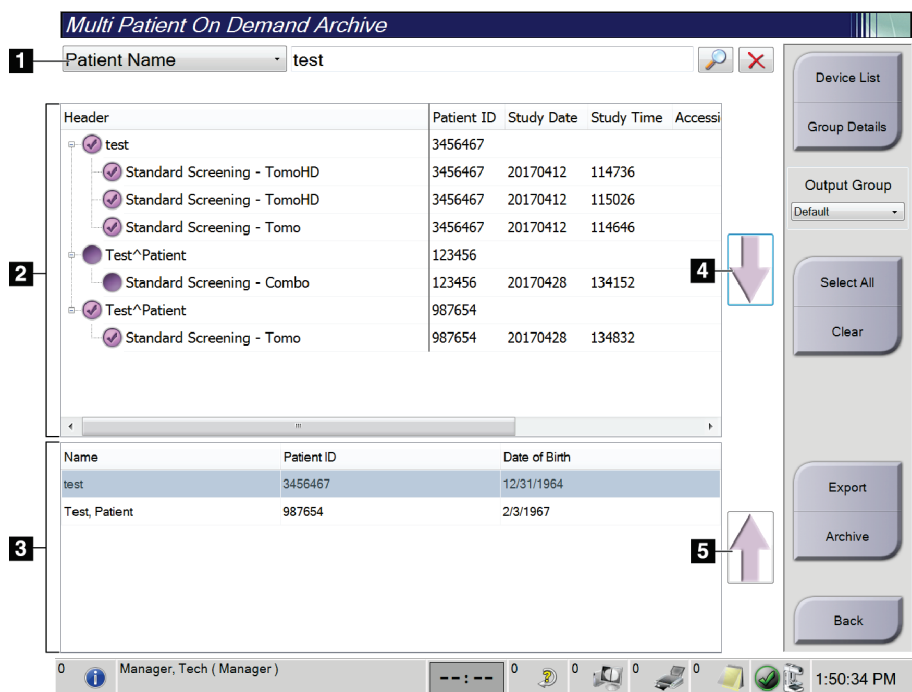 Multi Patient On Demand Archive
1 Patient Name test
Device List
Group Details
Output Group
Default
Select All
Clear
Export
Archive
Back
2
Header Patient ID Study Date Study Time Accessi
test 3456467
Standard Screening - TomoHD 3456467 20170412 114736
Standard Screening - TomoHD 3456467 20170412 115026
Standard Screening - Tomo 3456467 20170412 114646
Test^Patient 123456
Standard Screening - Combo 123456 20170428 134152
Test^Patient 987654
Standard Screening - Tomo 987654 20170428 134832
4
3
Name Patient ID Date of Birth
test 3456467 12/31/1964
Test, Patient 987654 2/3/1967
5
0 Manager, Tech ( Manager ) --:-- 0 0 0 0 1:50:34 PM